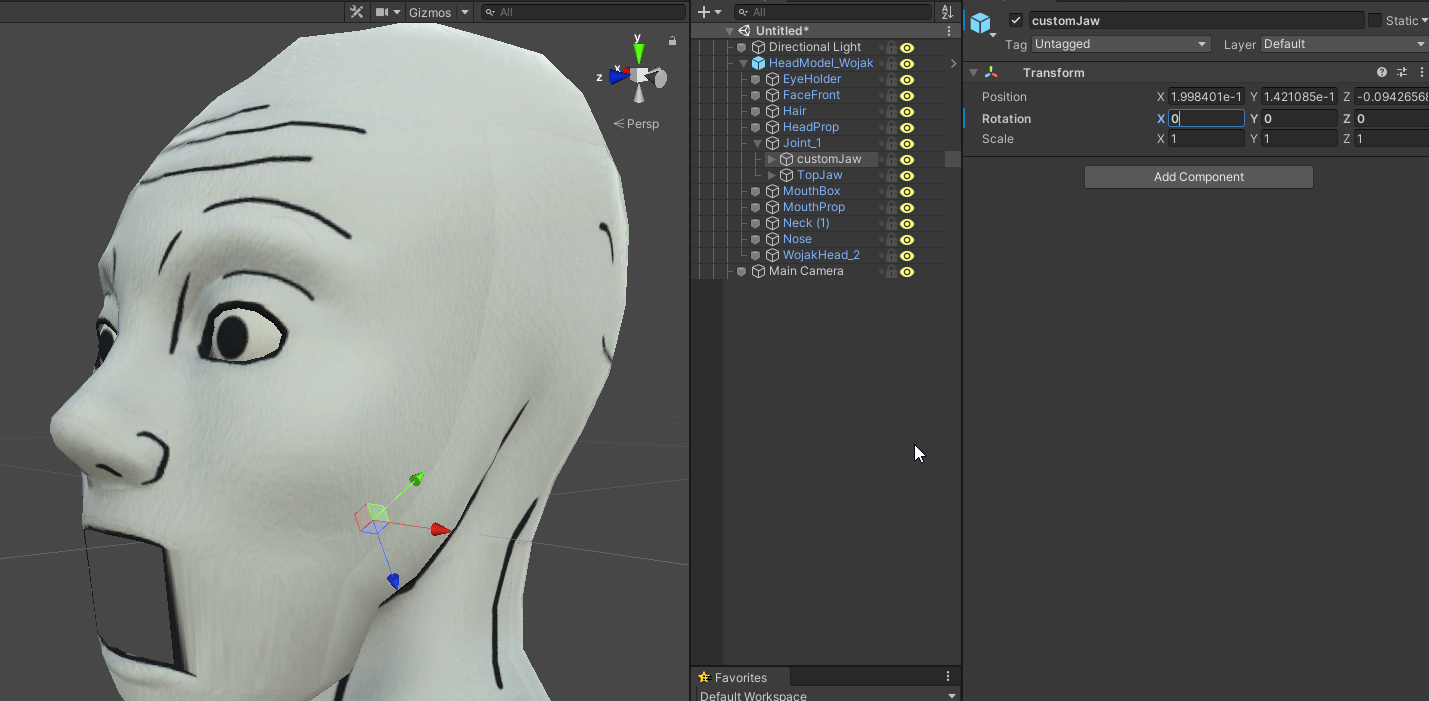 Gizmos All
y
x
z
< Persp
All
Untitled*
Directional Light
HeadModel_Wojak
EyeHolder
FaceFront
Hair
HeadProp
Joint_1
customJaw
TopJaw
MouthBox
MouthProp
Neck (1)
Nose
WojakHead_2
Main Camera
Favorites
Default Workspace
customJaw Static
Tag Untagged Layer Default
Transform
Position X 1.998401e-1 Y 1.421085e-1 Z -0.0942656
Rotation X 0 Y 0 Z 0
Scale X 1 Y 1 Z 1
Add Component